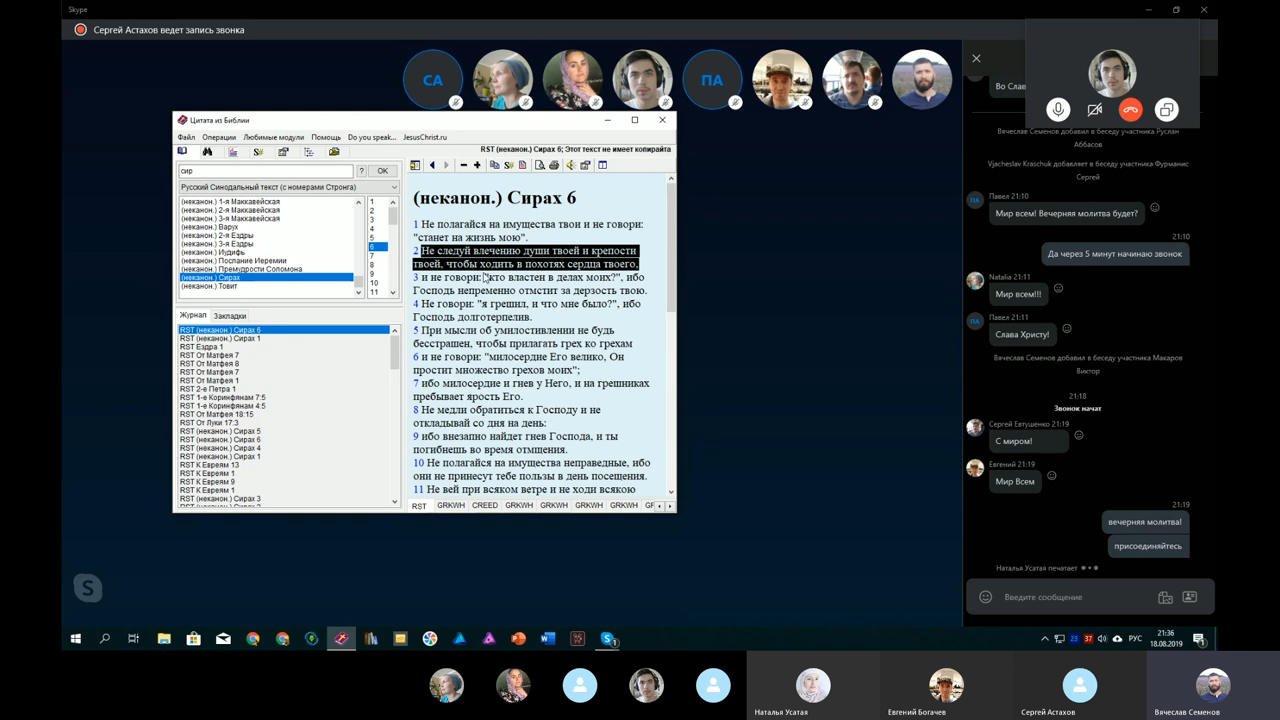 Skype
Сергей Астахов ведет запись звонка
СА
ПА
Цитата из Библии
Файл Операции Любимые модули Помощь Do you speak... JesusChrist.ru
RST (неканон.) Сирах 6; Этот текст не имеет копирайта
сир
? OK
Русский Синодальный текст (с номерами Стронга)
(неканон.) 1-я Маккавейская
(неканон.) 2-я Маккавейская
(неканон.) 3-я Маккавейская
(неканон.) Варух
(неканон.) 2-я Ездры
(неканон.) 3-я Ездры
(неканон.) Иудифь
(неканон.) Послание Иеремии
(неканон.) Премудрости Соломона
(неканон.) Сирах
(неканон.) Товит
1
2
3
4
5
6
7
8
9
10
11
Журнал Закладки
RST (неканон.) Сирах 6
RST (неканон.) Сирах 1
RST Ездра 1
RST От Матфея 7
RST От Матфея 8
RST От Матфея 7
RST От Матфея 1
RST 2-е Петра 1
RST 1-е Коринфянам 7:5
RST 1-е Коринфянам 4:5
RST От Матфея 18:15
RST От Луки 17:3
RST (неканон.) Сирах 5
RST (неканон.) Сирах 6
RST (неканон.) Сирах 4
RST (неканон.) Сирах 1
RST К Евреям 13
RST К Евреям 1
RST К Евреям 9
RST К Евреям 1
RST (неканон.) Сирах 3
(неканон.) Сирах 6
1 Не полагайся на имущества твои и не говори:
"станет на жизнь мою".
2 Не следуй влечению души твоей и крепости
твоей, чтобы ходить в похотях сердца твоего,
3 и не говори: "кто властен в делах моих?", ибо
Господь непременно отмстит за дерзость твою.
4 Не говори: "я грешил, и что мне было?", ибо
Господь долготерпелив.
5 При мысли об умилостивлении не будь
бесстрашен, чтобы прилагать грех ко грехам
6 и не говори: "милосердие Его велико, Он
простит множество грехов моих";
7 ибо милосердие и гнев у Него, и на грешниках
пребывает ярость Его.
8 Не медли обратиться к Господу и не
откладывай со дня на день:
9 ибо внезапно найдет гнев Господа, и ты
погибнешь во время отмщения.
10 Не полагайся на имущества неправедные, ибо
они не принесут тебе пользы в день посещения.
11 Не вей при всяком ветре и не ходи всякою
RST GRKWH CREED GRKWH GRKWH GRKWH GRKWH GF
Во Слав
Вячеслав Семенов добавил в беседу участника Руслан
Аббасов
Vjacheslav Kraschuk добавляет в беседу участника Фурманис
Сергей
Павел 21:10
ПА
Мир всем! Вечерняя молитва будет?
21:10
Да через 5 минут начинаю звонок
Natalia 21:11
Мир всем!!!
Павел 21:11
ПА
Слава Христу!
Вячеслав Семенов добавил в беседу участника Макаров
Виктор
21:18
Звонок начат
Сергей Евтушенко 21:19
С миром!
Евгений 21:19
Мир Всем
21:19
вечерняя молитва!
присоединяйтесь
Наталья Усатая печатает
Введите сообщение
23 37 РУС
21:36
18.08.2019
Наталья Усатая
Евгений Богачев
Сергей Астахов
Вячеслав Семенов